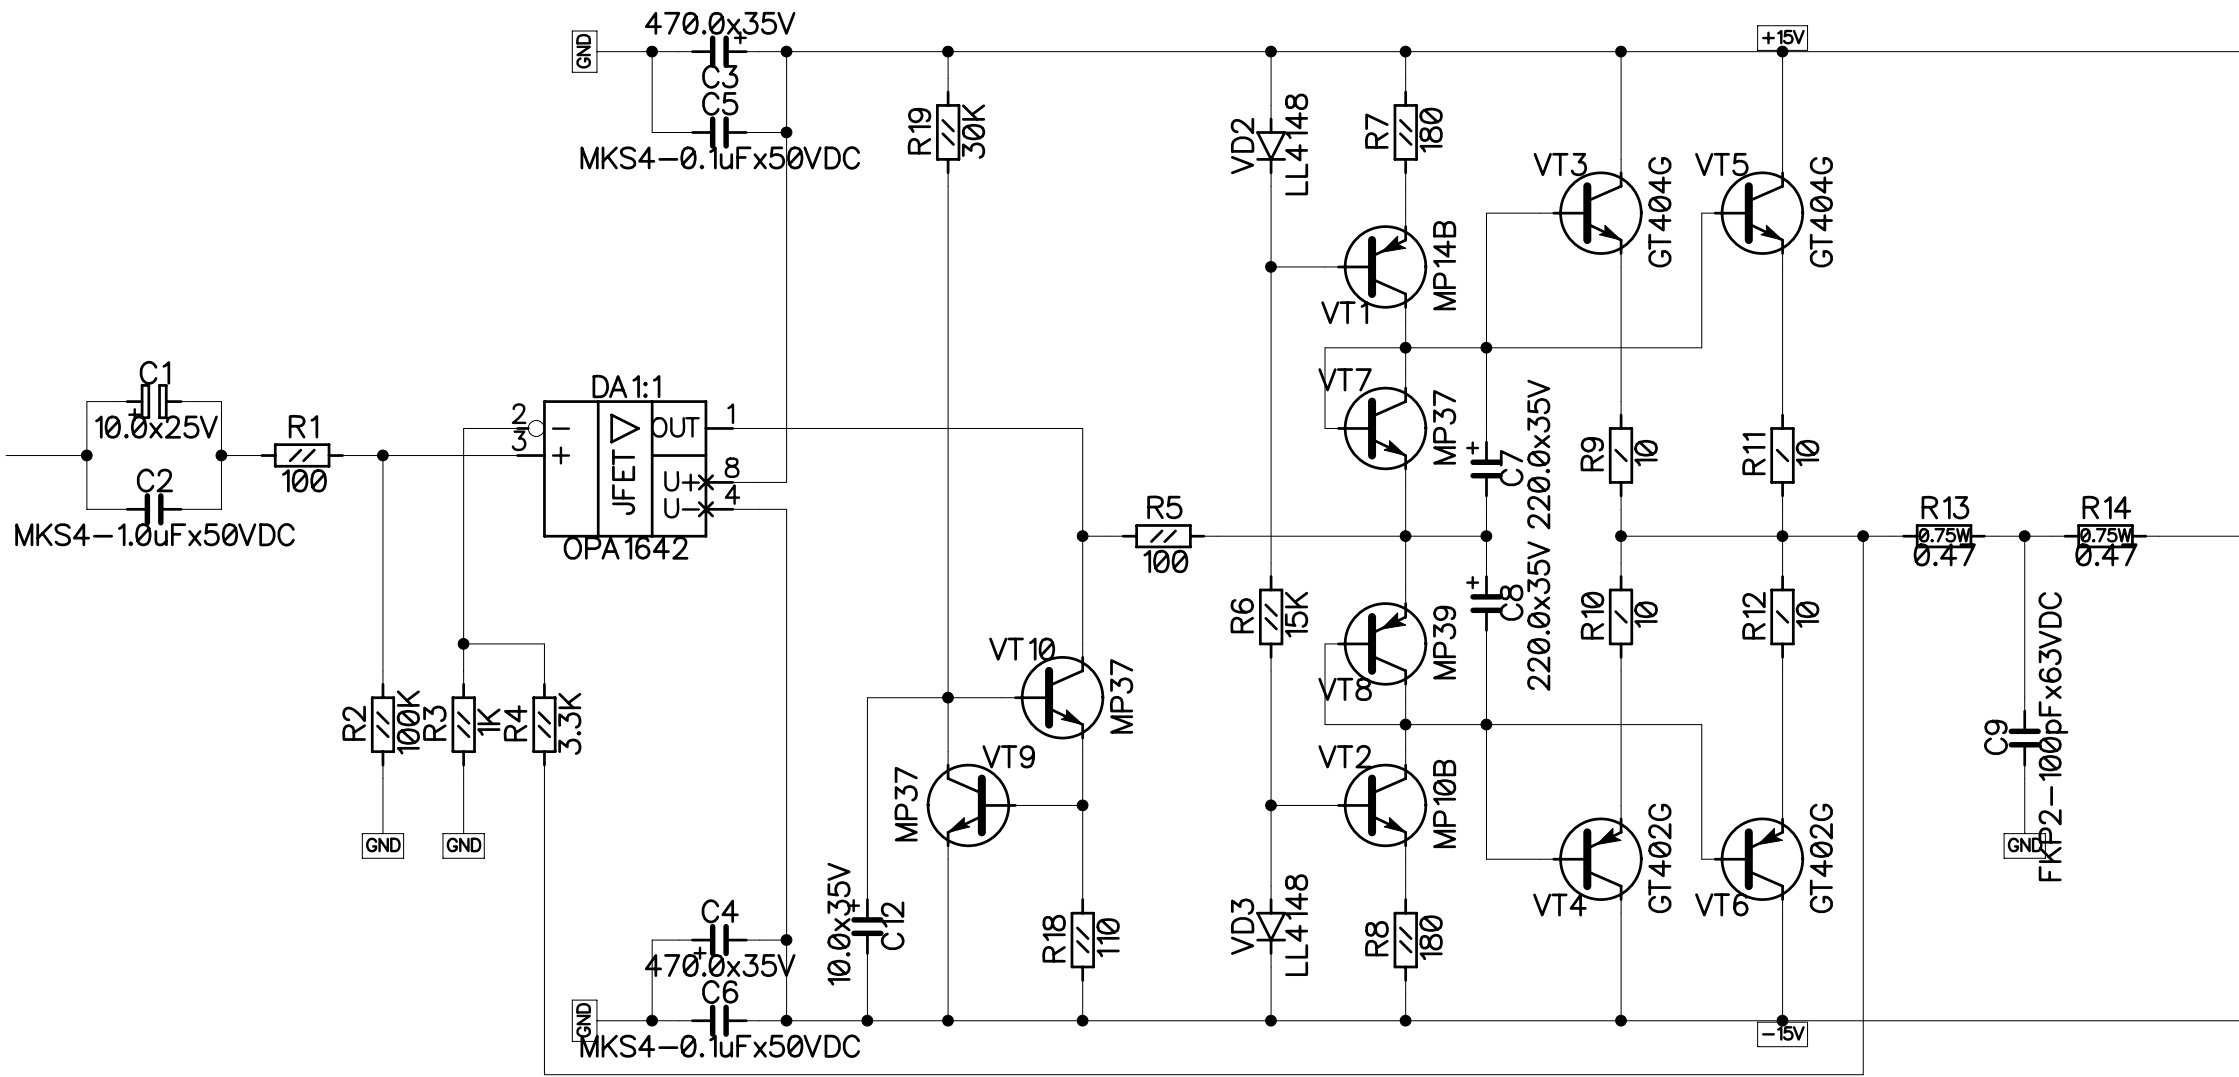 470.0x35V
GND
+
C3
C5
MKS4-0.1uFx50VDC
R19
30K
VD2
LL4148
R7
180
+15V
VT3
GT404G
VT5
GT404G
VT1
MP14B
C1
+
10.0x25V
C2
MKS4-1.0uFx50VDC
R1
100
DA1:1
2
3
-
+
JFET
OUT
U+
U-
1
8
4
OPA1642
VT7
MP37
+
C7
220.0x35V
R9
10
R11
10
R5
100
R13
0.75W
0.47
R14
0.75W
0.47
R6
15K
VT8
MP39
+
C8
220.0x35V
R10
10
R12
10
R2
100K
R3
1K
R4
3.3K
VT10
MP37
VT9
MP37
VT2
MP10B
C9
FKP2-100pFx63VDC
GND
GND
GND
VT4
GT402G
VT6
GT402G
C4
+
470.0x35V
C6
GND
MKS4-0.1uFx50VDC
10.0x35V
+
C12
R18
110
VD3
LL4148
R8
180
-15V